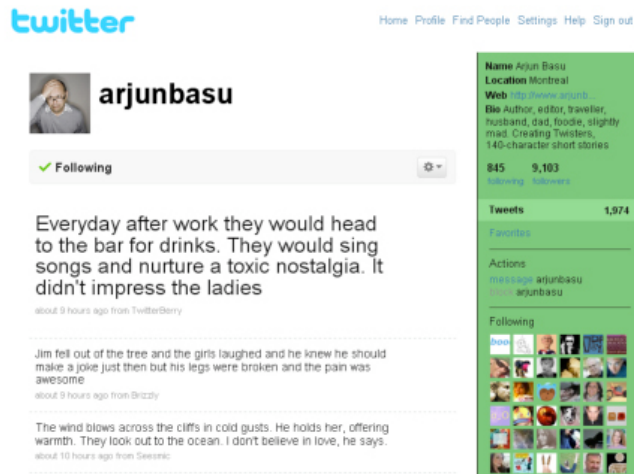 twitter
Home Profile Find People Settings Help Sign out
arjunbasu
Following
Everyday after work they would head
to the bar for drinks. They would sing
songs and nurture a toxic nostalgia. It
didn't impress the ladies
about 9 hours ago from TwitterBerry
Jim fell out of the tree and the girls laughed and he knew he should
make a joke just then but his legs were broken and the pain was
awesome
about 9 hours ago from Brizzly
The wind blows across the cliffs in cold gusts. He holds her, offering
warmth. They look out to the ocean. I don't believe in love, he says.
about 10 hours ago from Seesmic
Name Arjun Basu
Location Montreal
Web http://www.arjunb...
Bio Author, editor, traveller,
husband, dad, foodie, slightly
mad. Creating Twisters,
140-character short stories
845 9,103
following followers
Tweets 1,974
Favorites
Actions
message arjunbasu
block arjunbasu
Following
boo